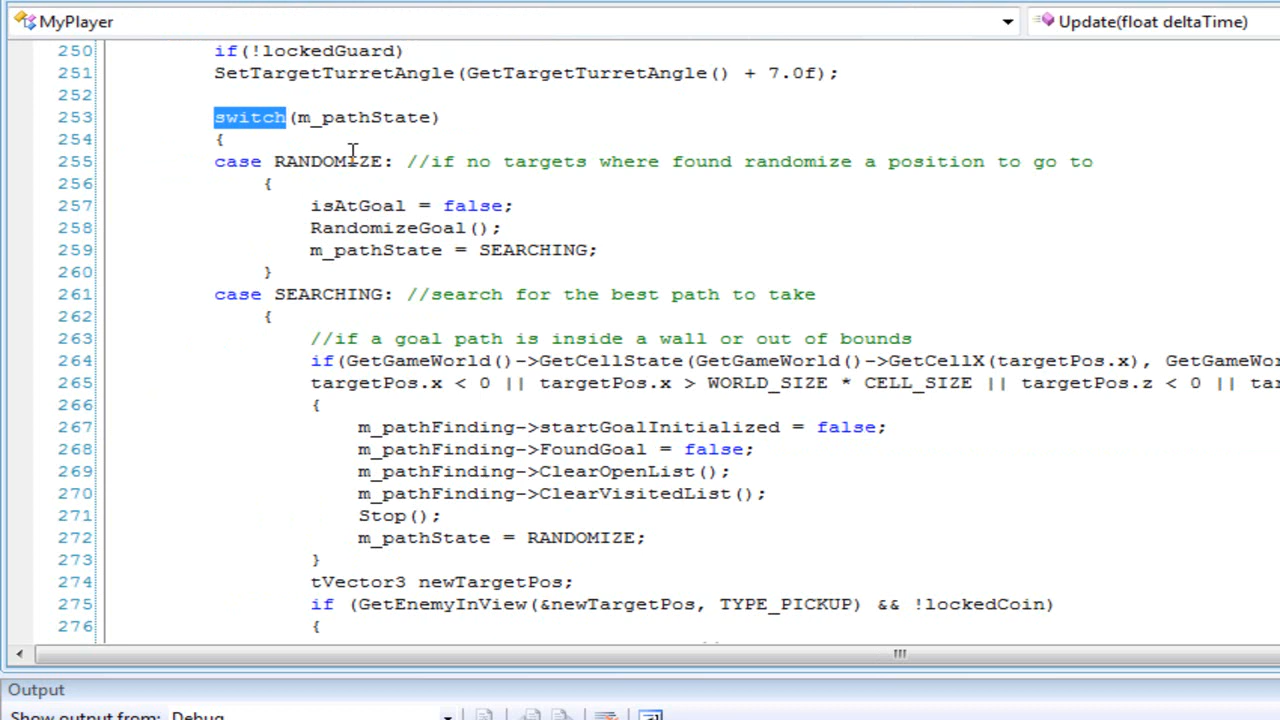 MyPlayer
Update(float deltaTime)
250 if(!lockedGuard)
251 SetTargetTurretAngle(GetTargetTurretAngle() + 7.0f);
252
253 switch(m_pathState)
254 {
255 case RANDOMIZE: //if no targets where found randomize a position to go to
256 {
257 isAtGoal = false;
258 RandomizeGoal();
259 m_pathState = SEARCHING;
260 }
261 case SEARCHING: //search for the best path to take
262 {
263 //if a goal path is inside a wall or out of bounds
264 if(GetGameWorld()->GetCellState(GetGameWorld()->GetCellX(targetPos.x), GetGameWo
265 targetPos.x < 0 || targetPos.x > WORLD_SIZE * CELL_SIZE || targetPos.z < 0 || tar
266 {
267 m_pathFinding->startGoalInitialized = false;
268 m_pathFinding->FoundGoal = false;
269 m_pathFinding->ClearOpenList();
270 m_pathFinding->ClearVisitedList();
271 Stop();
272 m_pathState = RANDOMIZE;
273 }
274 tVector3 newTargetPos;
275 if (GetEnemyInView(&newTargetPos, TYPE_PICKUP) && !lockedCoin)
276 {
Output
Show output from: Debug